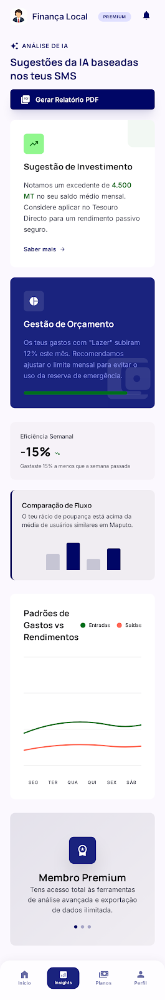 Finança Local
PREMIUM
ANÁLISE DE IA
Sugestões da IA baseadas
nos teus SMS
PDF
Gerar Relatório PDF
Sugestão de Investimento
Notamos um excedente de 4.500
MT no seu saldo médio mensal.
Considere aplicar no Tesouro
Directo para um rendimento passivo
seguro.
Saber mais
Gestão de Orçamento
Os teus gastos com "Lazer" subiram
12% este mês. Recomendamos
ajustar o limite mensal para evitar o
uso da reserva de emergência.
Eficiência Semanal
-15%
Gastaste 15% a menos que a semana passada
Comparação de Fluxo
O teu rácio de poupança está acima da
média de usuários similares em Maputo.
Padrões de
Gastos vs
Rendimentos
Entradas
Saídas
SEG TER QUA QUI SEX SÁB
Membro Premium
Tens acesso total às ferramentas
de análise avançada e exportação
de dados ilimitada.
Início Insights Planos Perfil